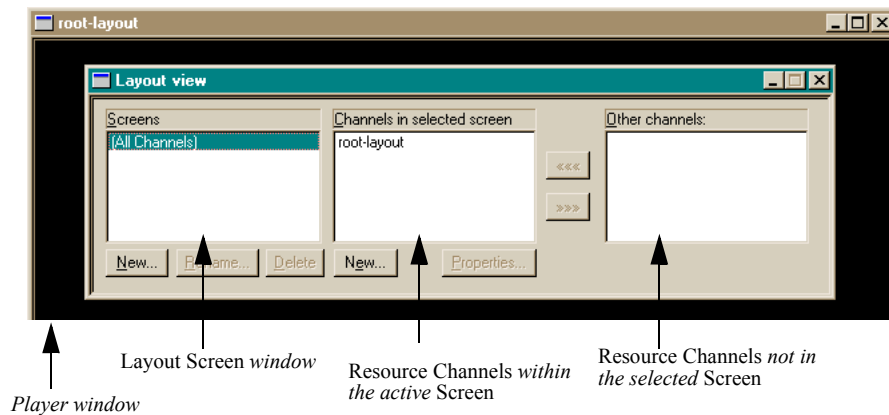 root-layout
Layout view
Screens
Channels in selected screen
Other channels:
(All Channels)
root-layout
<<<
>>>
New...
Rename...
Delete
New...
Properties...
Layout Screen window
Resource Channels within
the active Screen
Resource Channels not in
the selected Screen
Player window